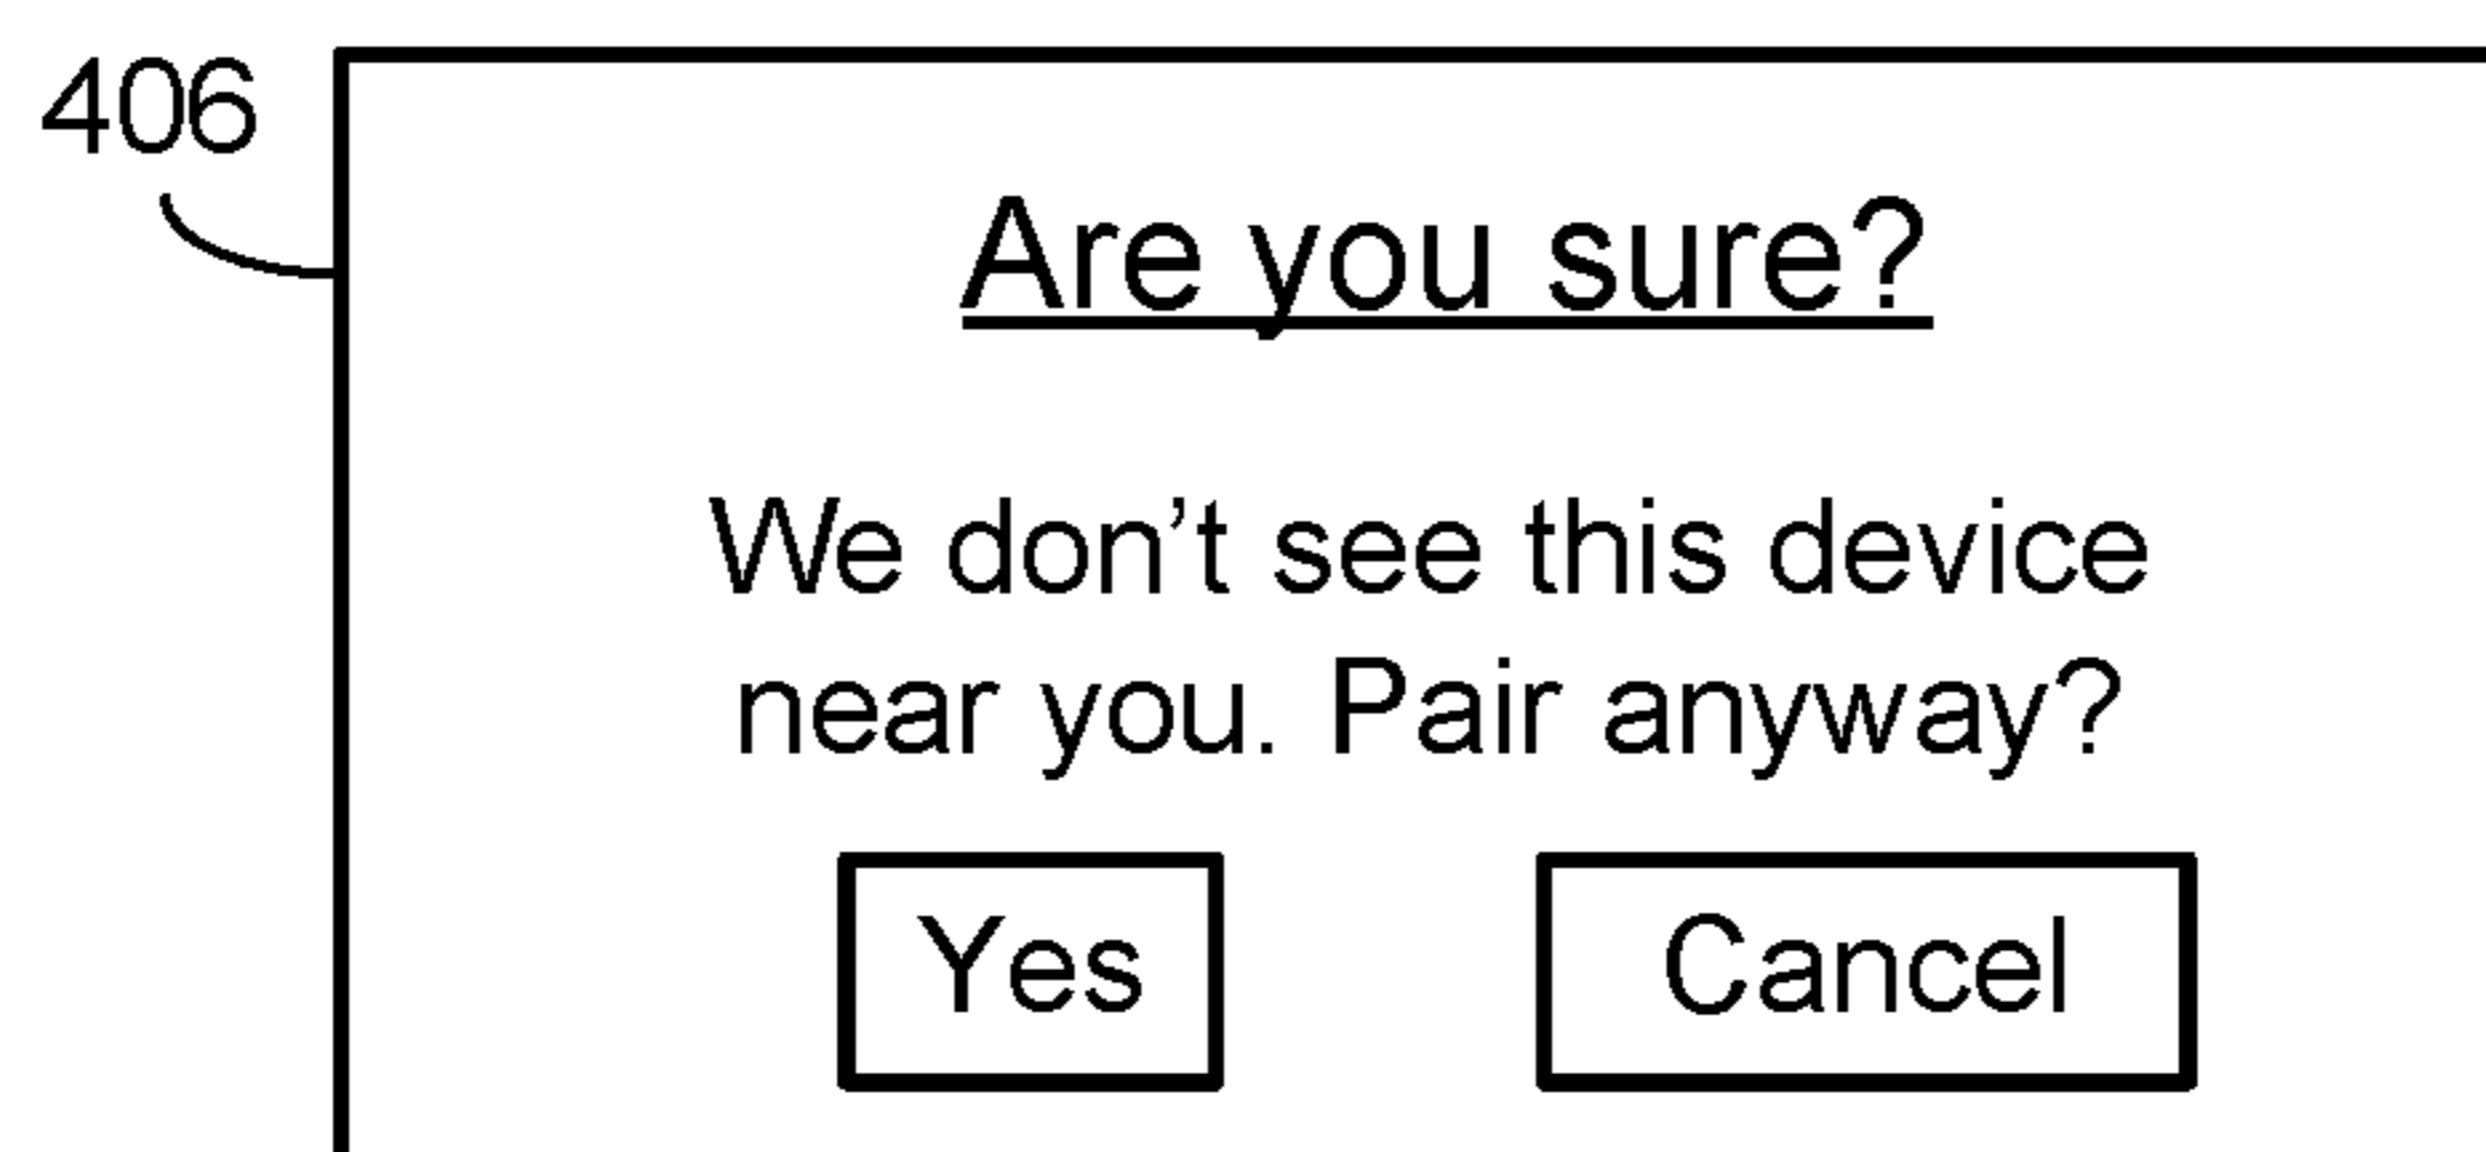 406
Are you sure?
We don’t see this device
near you. Pair anyway?
Yes
Cancel